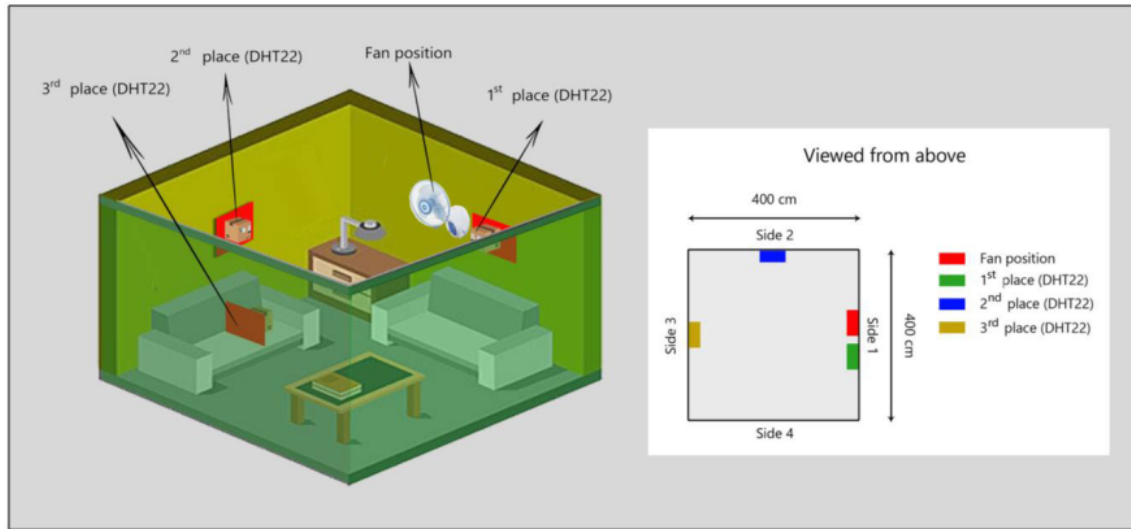 2nd place (DHT22)
Fan position
3rd place (DHT22)
1st place (DHT22)
Viewed from above
400 cm
Side 2
Side 3
Side 1
400 cm
Side 4
Fan position
1st place (DHT22)
2nd place (DHT22)
3rd place (DHT22)